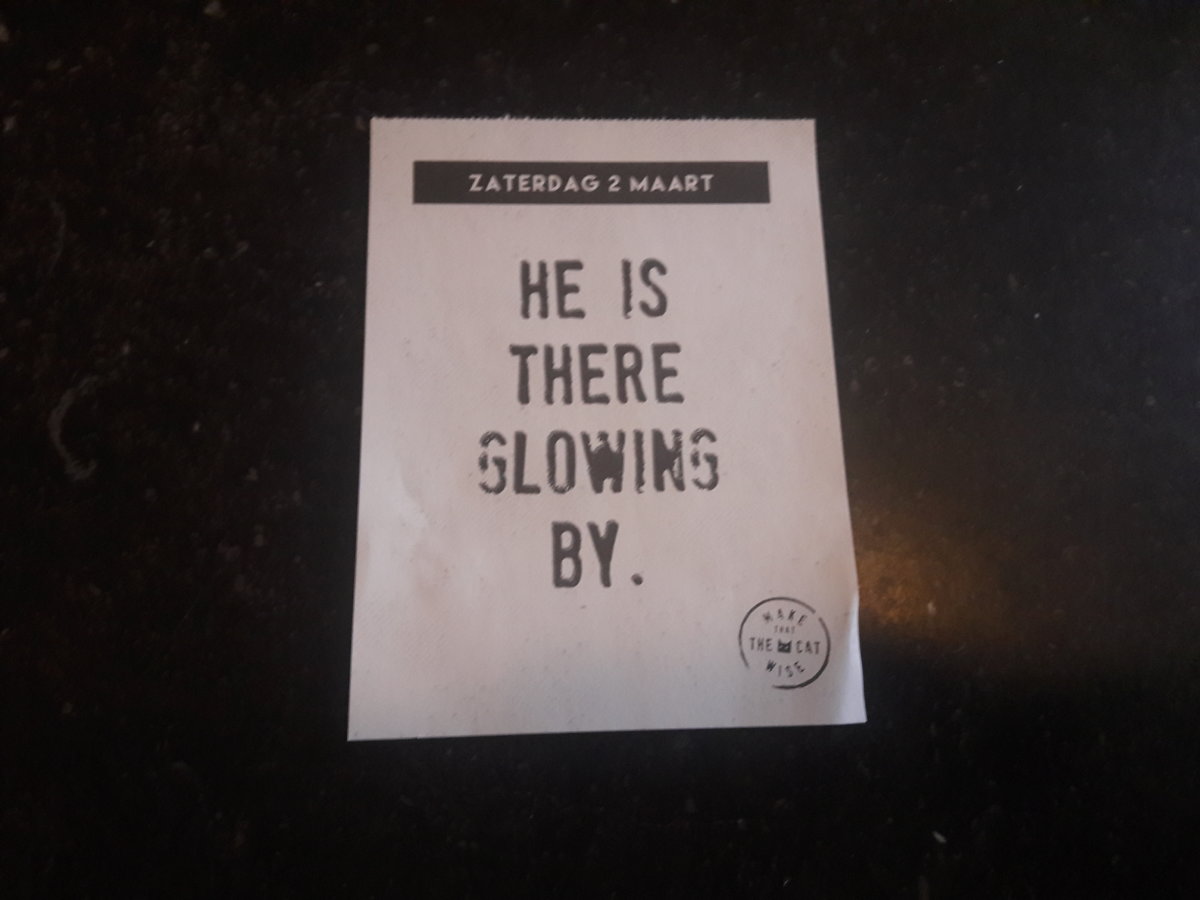 ZATERDAG 2 MAART
HE IS
THERE
GLOWING
BY.
MAKE
THAT
THE CAT
WISE